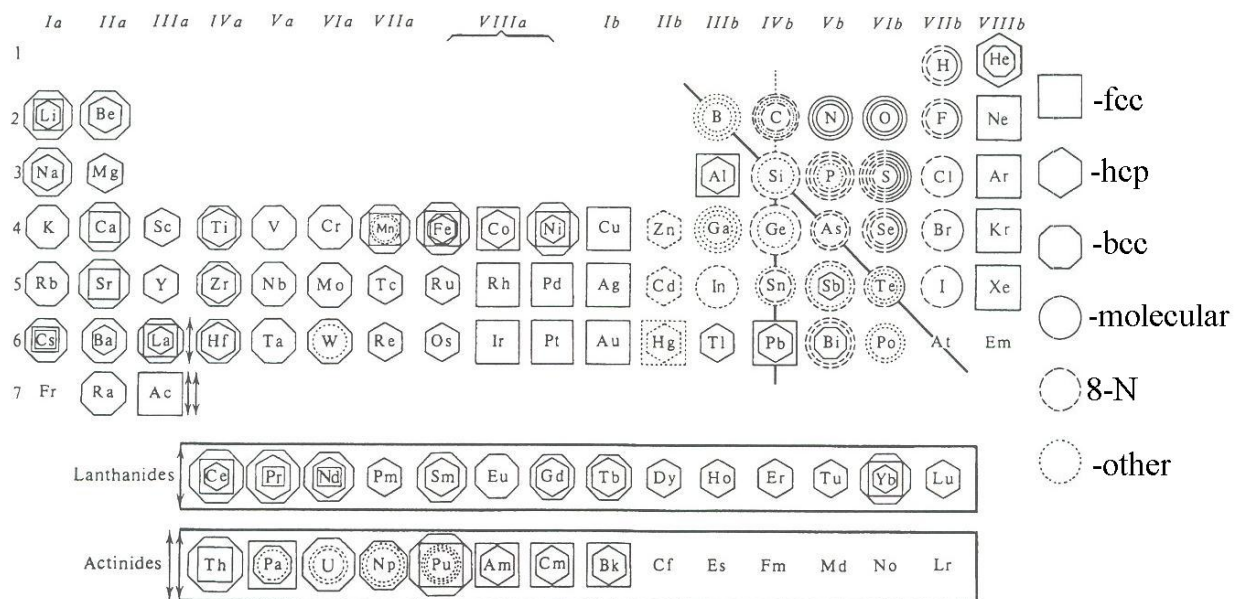 Ia IIa IIIa IVa Va VIa VIIa VIIIa Ib IIb IIIb IVb Vb VIb VIIb VIIIb
1 H He
2 Li Be B C N O F Ne
3 Na Mg Al Si P S Cl Ar
4 K Ca Sc Ti V Cr Mn Fe Co Ni Cu Zn Ga Ge As Se Br Kr
5 Rb Sr Y Zr Nb Mo Tc Ru Rh Pd Ag Cd In Sn Sb Te I Xe
6 Cs Ba La Hf Ta W Re Os Ir Pt Au Hg Tl Pb Bi Po At Em
7 Fr Ra Ac
Lanthanides Ce Pr Nd Pm Sm Eu Gd Tb Dy Ho Er Tu Yb Lu
Actinides Th Pa U Np Pu Am Cm Bk Cf Es Fm Md No Lr
-fcc
-hcp
-bcc
-molecular
8-N
-other